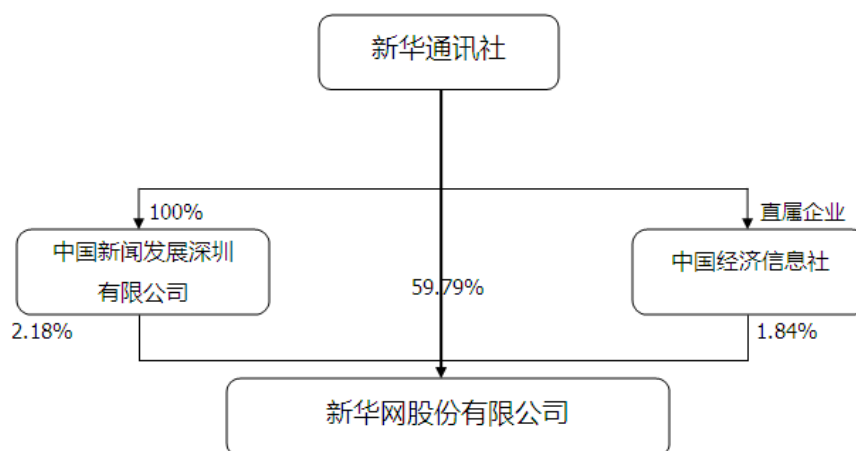 新华通讯社
100%
直属企业
中国新闻发展深圳
有限公司
中国经济信息社
59.79%
2.18%
1.84%
新华网股份有限公司